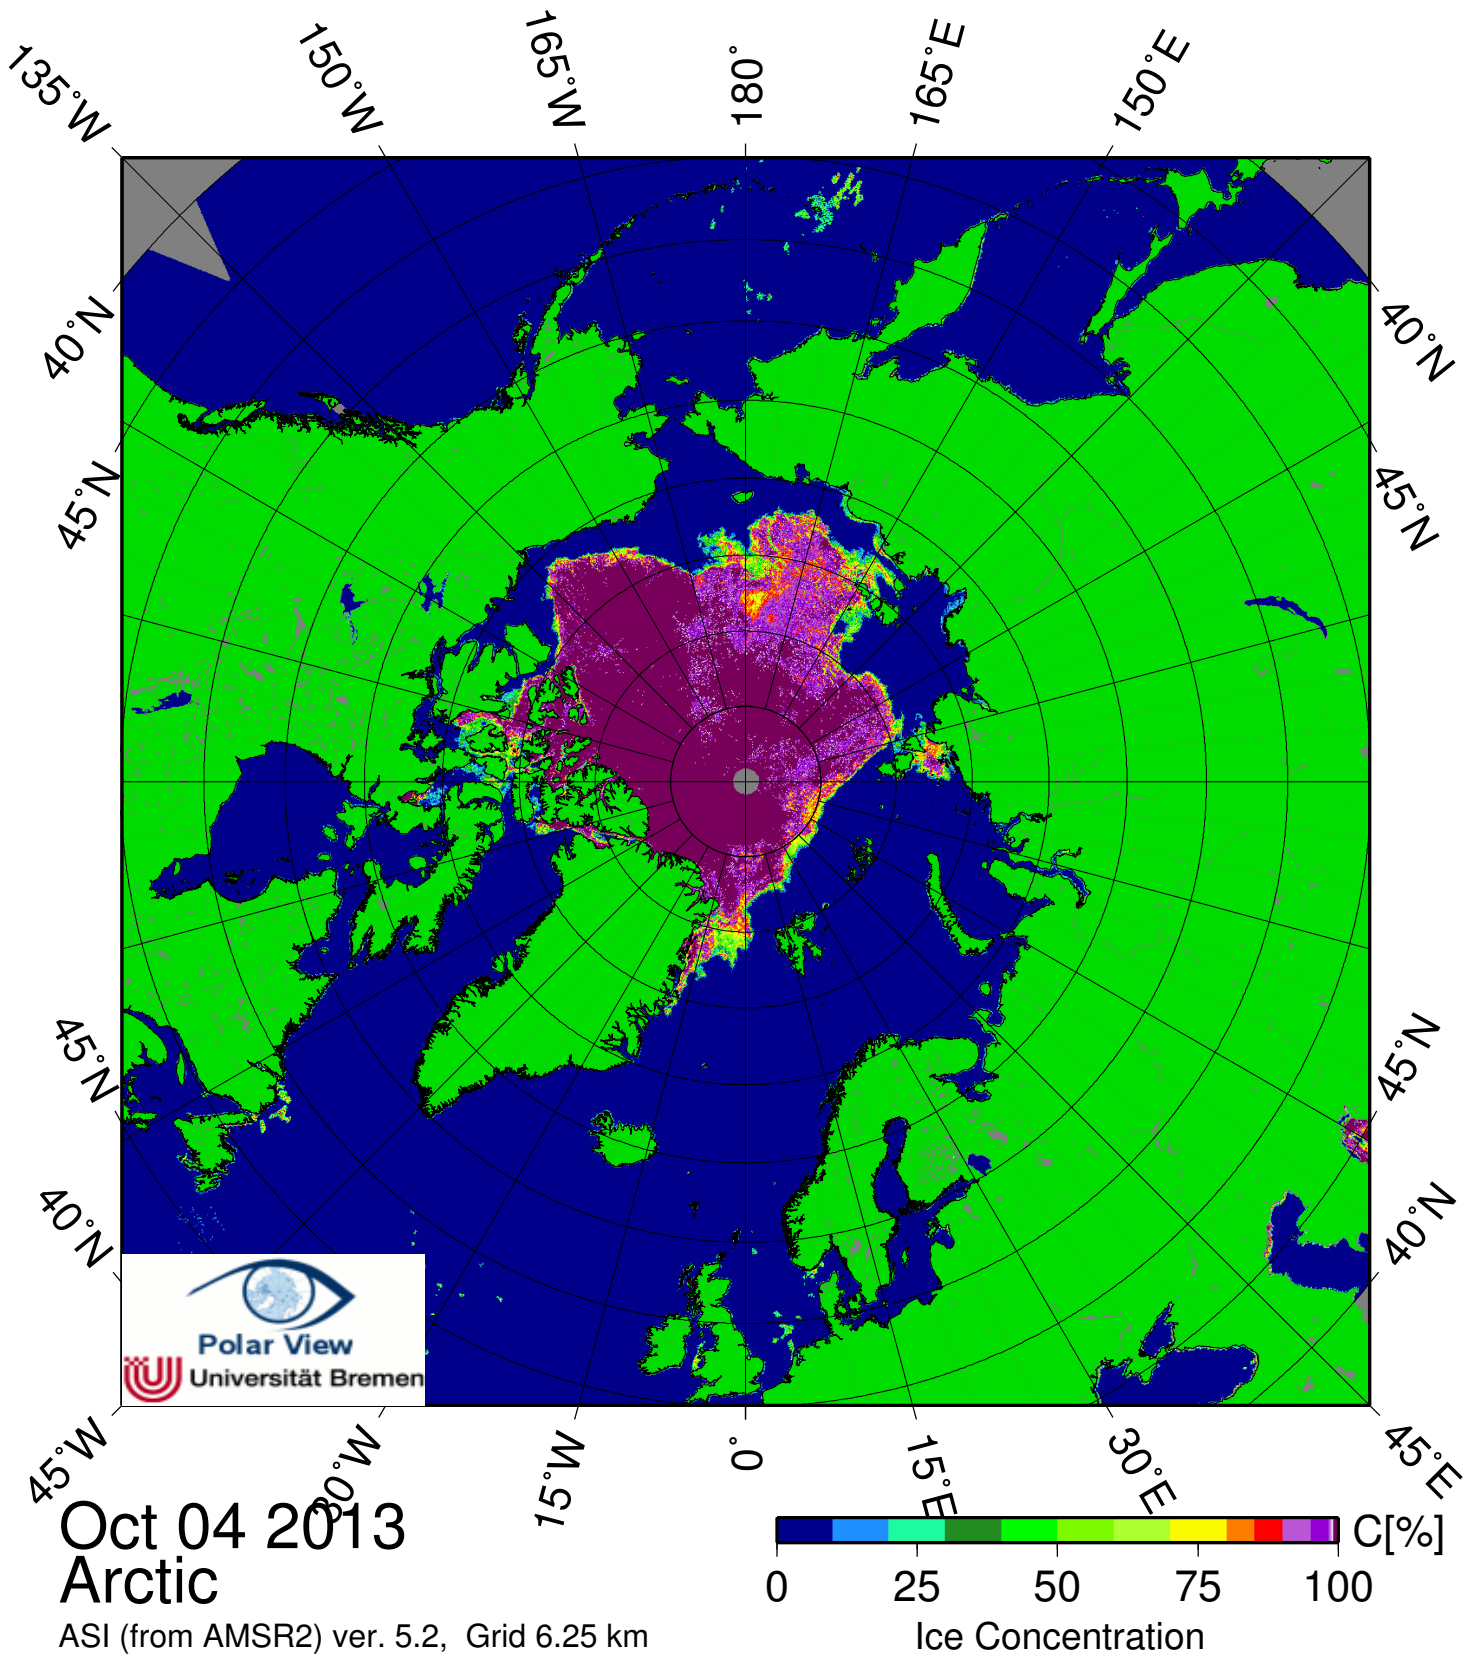 135°W
150°W
165°W
180°
165°E
150°E
40°N
45°N
45°N
40°N
40°N
45°N
45°N
40°N
Polar View
Universität Bremen
45°W
30°W
15°W
0°
15°E
30°E
45°E
Oct 04 2013
Arctic
ASI (from AMSR2) ver. 5.2, Grid 6.25 km
C[%]
0 25 50 75 100
Ice Concentration